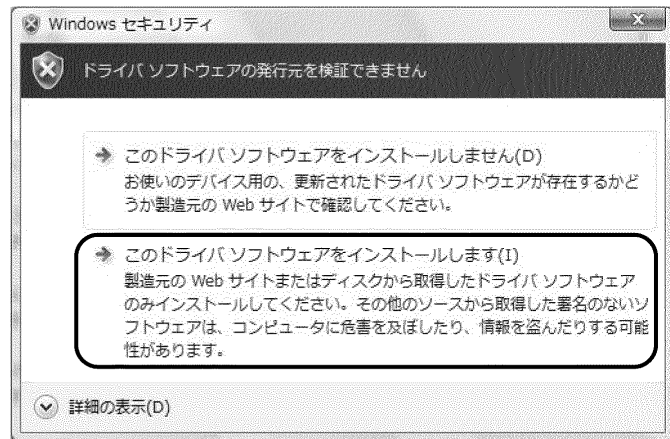 Windows セキュリティ
ドライバ ソフトウェアの発行元を検証できません
このドライバ ソフトウェアをインストールしません(D)
お使いのデバイス用の、更新されたドライバ ソフトウェアが存在するかど
うか製造元の Web サイトで確認してください。
このドライバ ソフトウェアをインストールします(I)
製造元の Web サイトまたはディスクから取得したドライバ ソフトウェア
のみインストールしてください。その他のソースから取得した署名のないソ
フトウェアは、コンピュータに危害を及ぼしたり、情報を盗んだりする可能
性があります。
詳細の表示(D)